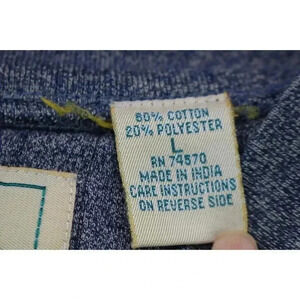 80% COTTON
20% POLYESTER
L
RN 74570
MADE IN INDIA
CARE INSTRUCTIONS
ON REVERSE SIDE